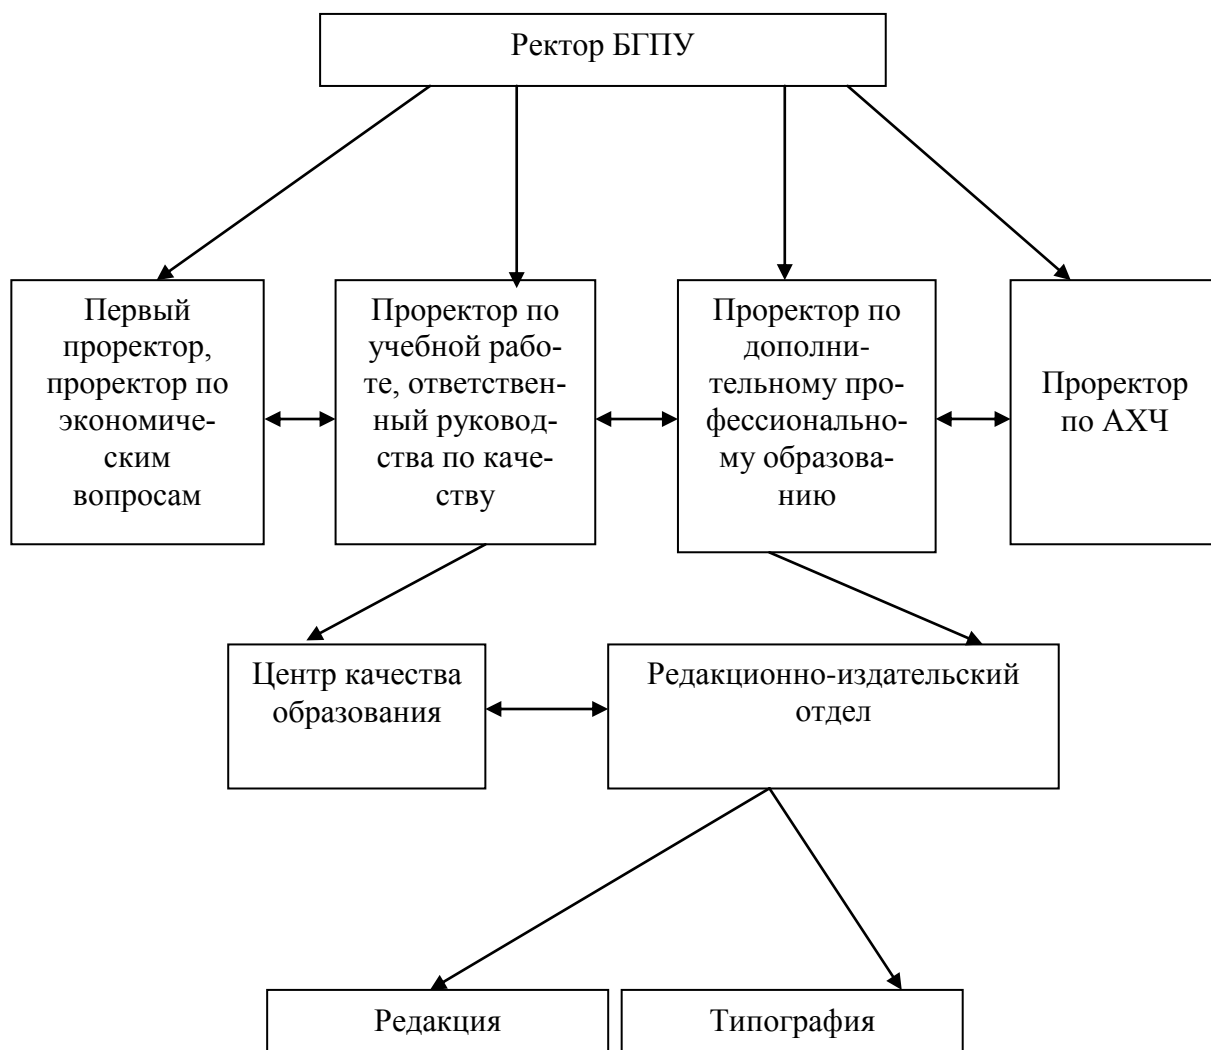 Ректор БГПУ
Первый
проректор,
проректор по
экономиче-
ским
вопросам
Проректор по
учебной рабо-
те, ответствен-
ный руковод-
ства по каче-
ству
Проректор по
дополни-
тельному про-
фессионально-
му образова-
нию
Проректор
по АХЧ
Центр качества
образования
Редакционно-издательский
отдел
Редакция
Типография